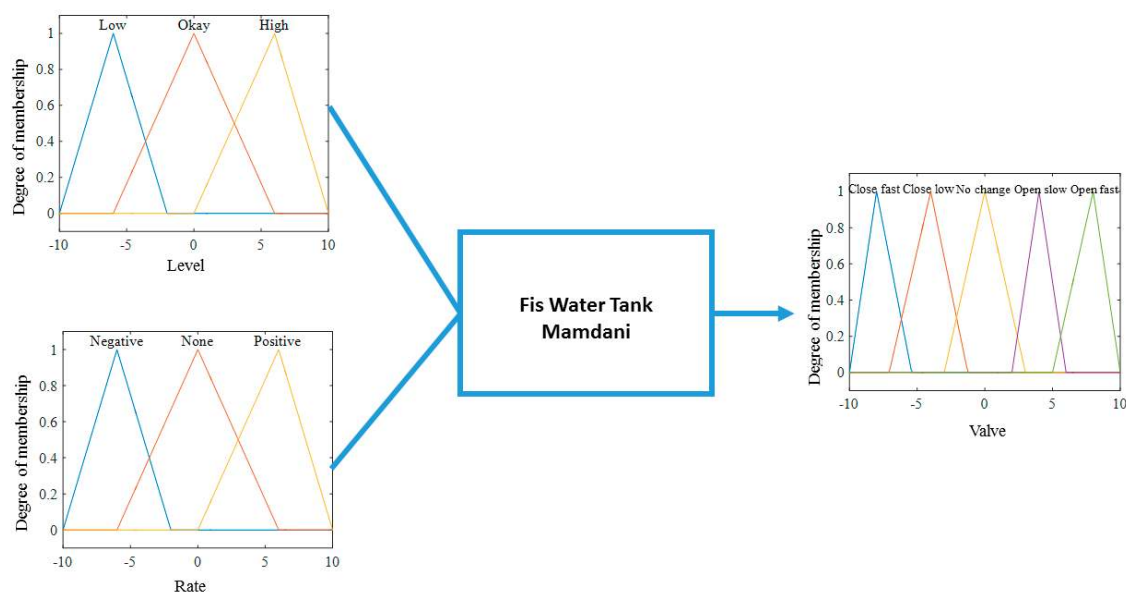 Low Okay High
1
0.8
0.6
0.4
0.2
0
-10 -5 0 5 10
Degree of membership
Level
Negative None Positive
1
0.8
0.6
0.4
0.2
0
-10 -5 0 5 10
Degree of membership
Rate
Fis Water Tank
Mamdani
Close fast Close low No change Open slow Open fast
1
0.8
0.6
0.4
0.2
0
-10 -5 0 5 10
Degree of membership
Valve